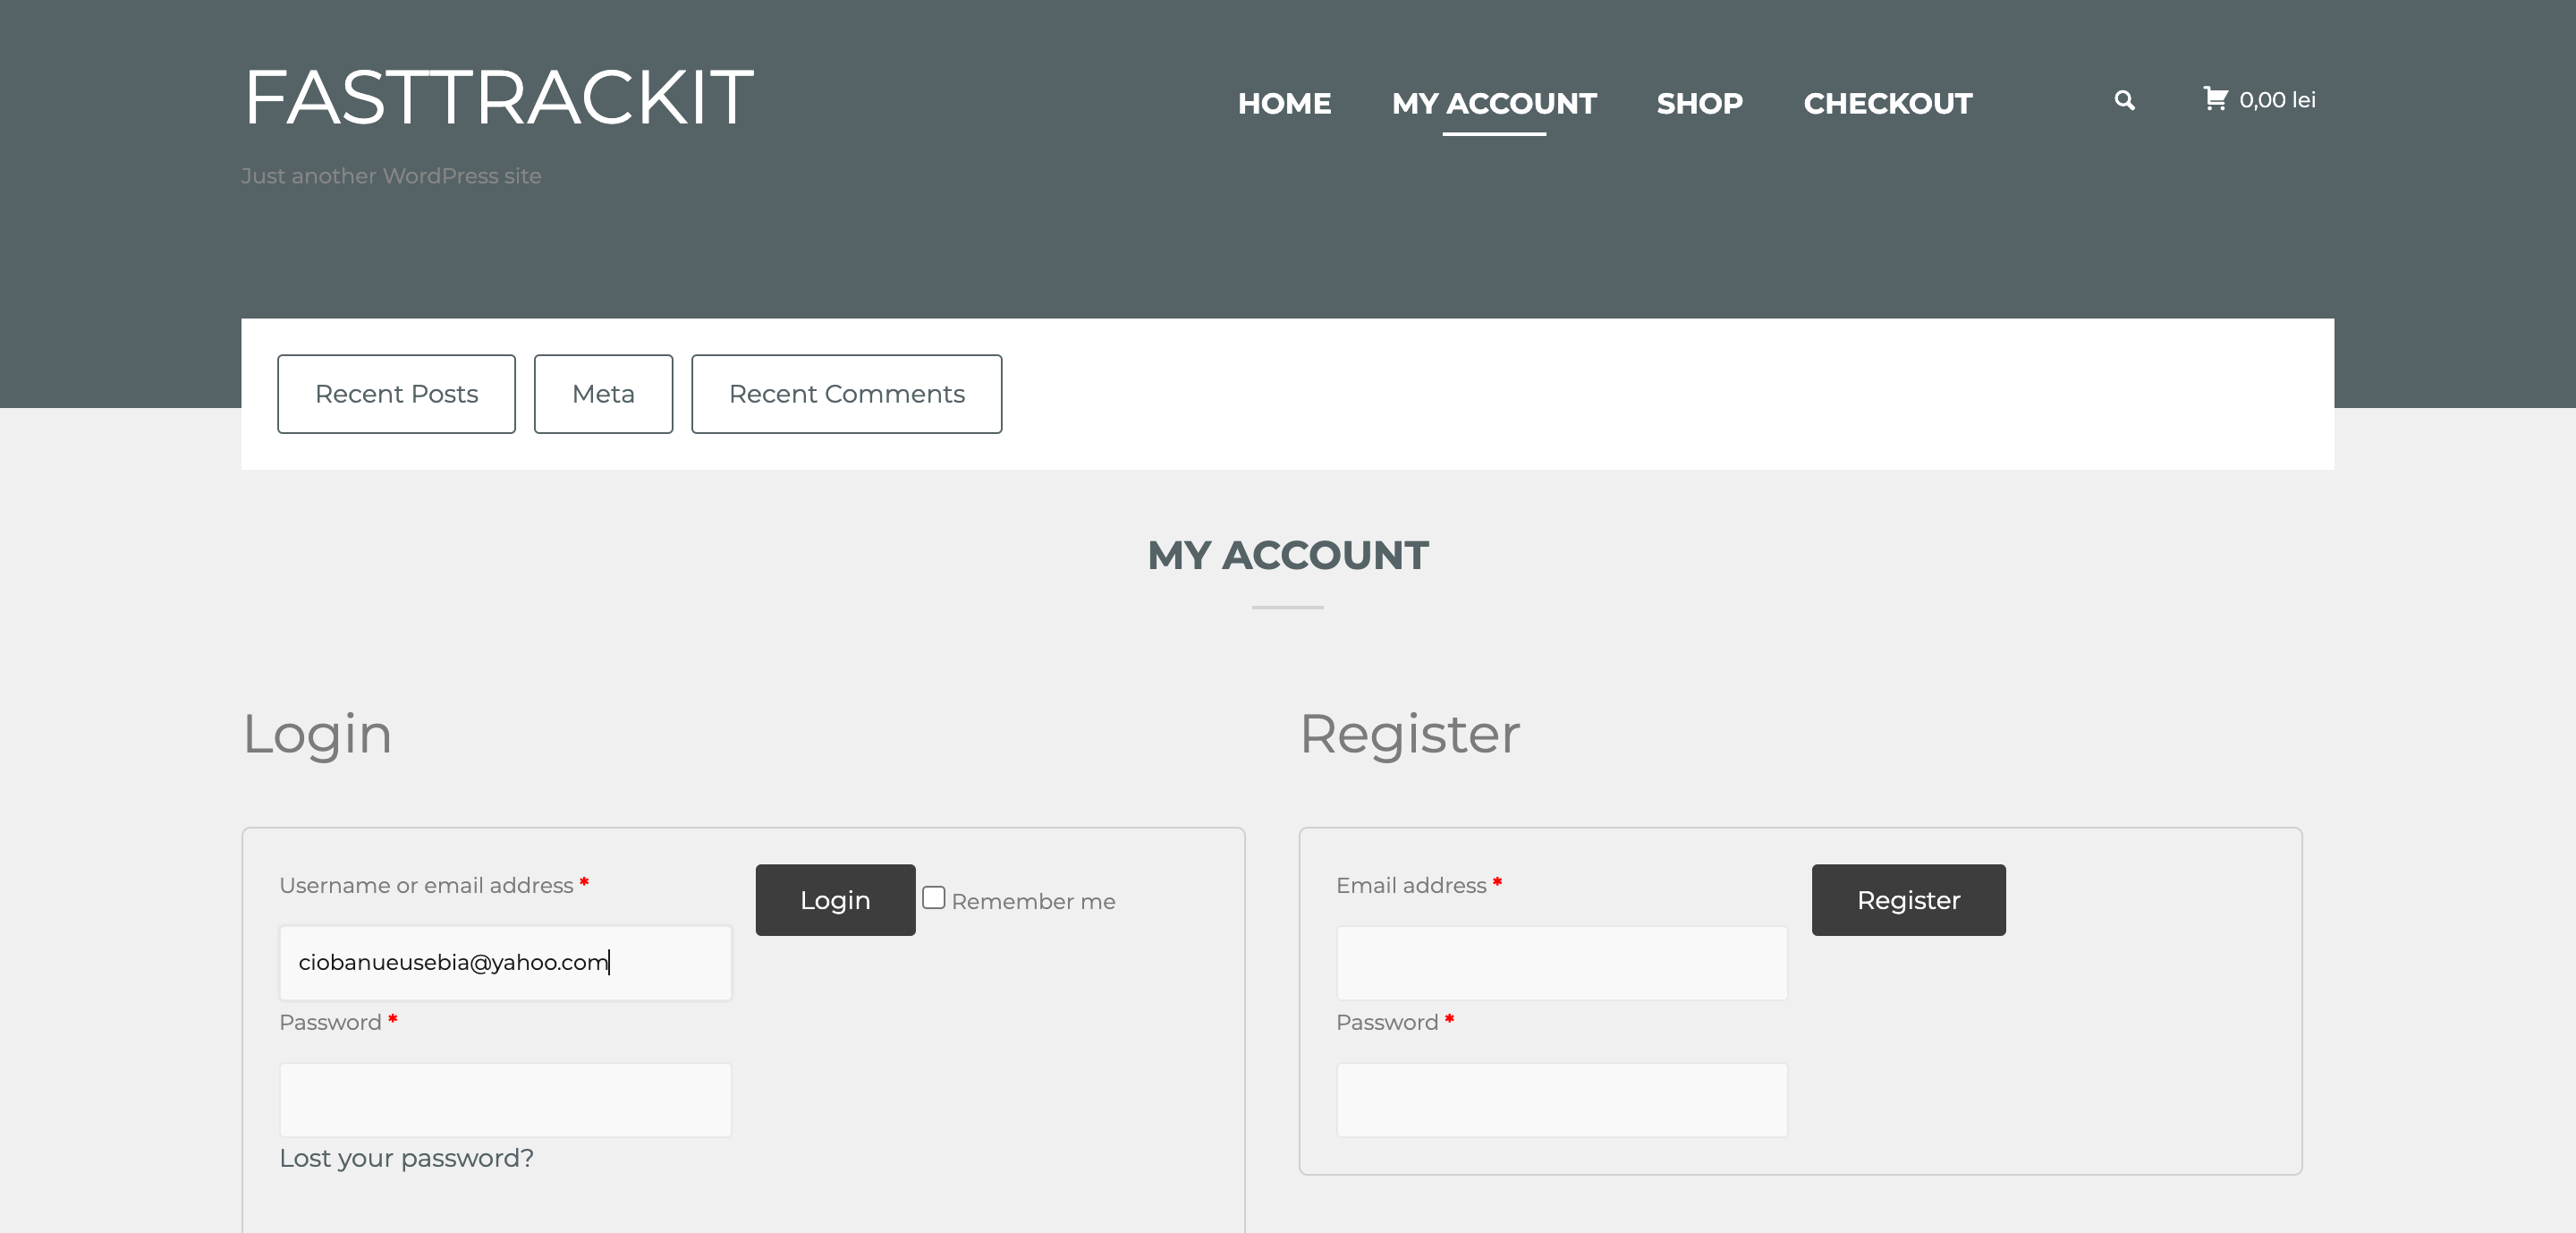 FASTTRACKIT
HOME MY ACCOUNT SHOP CHECKOUT 0,00 lei
Just another WordPress site
Recent Posts Meta Recent Comments
MY ACCOUNT
Login
Username or email address *
Login Remember me
ciobanueusebia@yahoo.com
Password *
Lost your password?
Register
Email address *
Register
Password *